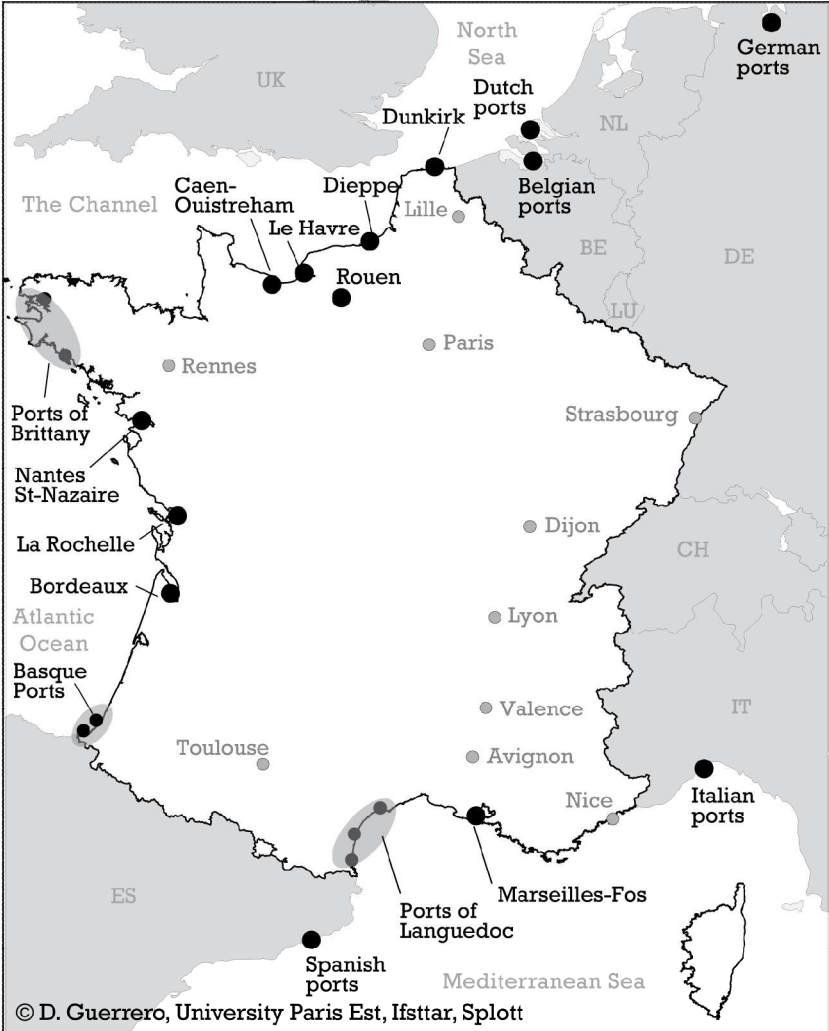 North
Sea
German
ports
UK
Dutch
ports
Dunkirk
NL
Caen-
Ouistreham
Dieppe
Belgian
ports
The Channel
Lille
Le Havre
BE
DE
Rouen
LU
Paris
Rennes
Ports of
Brittany
Strasbourg
Nantes
St-Nazaire
La Rochelle
Dijon
CH
Bordeaux
Atlantic
Ocean
Lyon
Basque
Ports
Valence
IT
Toulouse
Avignon
Nice
Italian
ports
ES
Marseilles-Fos
Ports of
Languedoc
Spanish
ports
Mediterranean Sea
© D. Guerrero, University Paris Est, Ifsttar, Splott